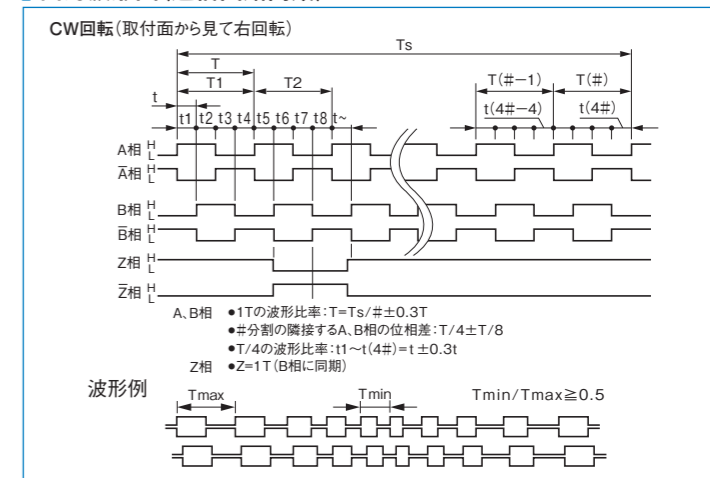 CW回転(取付面から見て右回転)
Ts
T
T(#−1) T(#)
T1 T2
t
t(4#−4) t(4#)
t1 t2 t3 t4 t5 t6 t7 t8 t~
A相 H L
A̅相 H L
B相 H L
B̅相 H L
Z相 H L
Z̅相 H L
A、B相 ●1Tの波形比率:T=Ts/#±0.3T
●#分割の隣接するA、B相の位相差:T/4±T/8
●T/4の波形比率:t1~t(4#)=t±0.3t
Z相 ●Z=1T(B相に同期)
波形例 Tmax Tmin Tmin/Tmax≧0.5